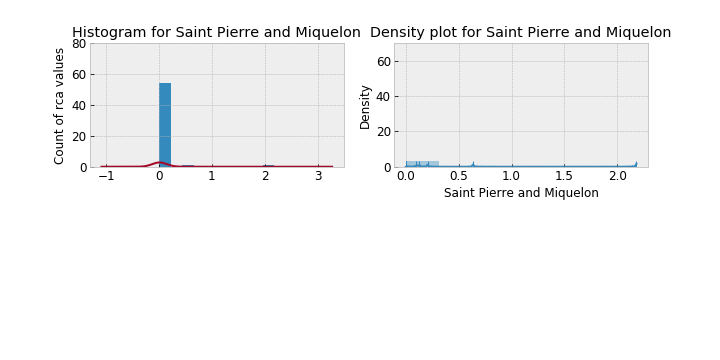 Histogram for Saint Pierre and Miquelon
Count of rca values
80
60
40
20
0
−1 0 1 2 3
Density plot for Saint Pierre and Miquelon
Density
60
40
20
0
0.0 0.5 1.0 1.5 2.0
Saint Pierre and Miquelon